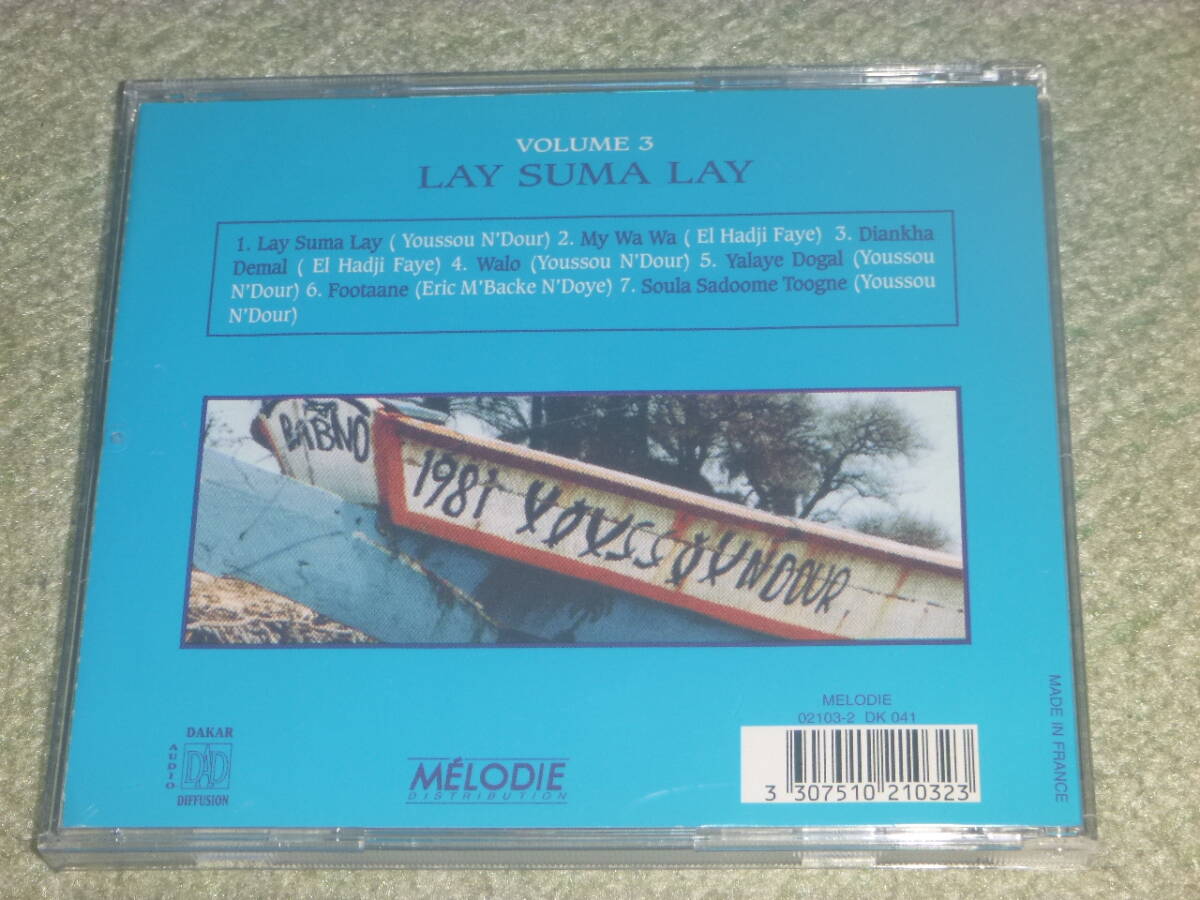 VOLUME 3
LAY SUMA LAY
1. Lay Suma Lay ( Youssou N'Dour) 2. My Wa Wa ( El Hadji Faye) 3. Diankha
Demal ( El Hadji Faye) 4. Walo (Youssou N'Dour) 5. Yalaye Dogal (Youssou
N'Dour) 6. Footaane (Eric M'Backe N'Doye) 7. Soula Sadoome Toogne (Youssou
N'Dour)
1981 YOUSSOU NDOUR
MELODIE
02103-2 DK 041
3 307510 210323
MADE IN FRANCE
DAKAR
AUDIO
DAD
DIFFUSION
MÉLODIE
DISTRIBUTION